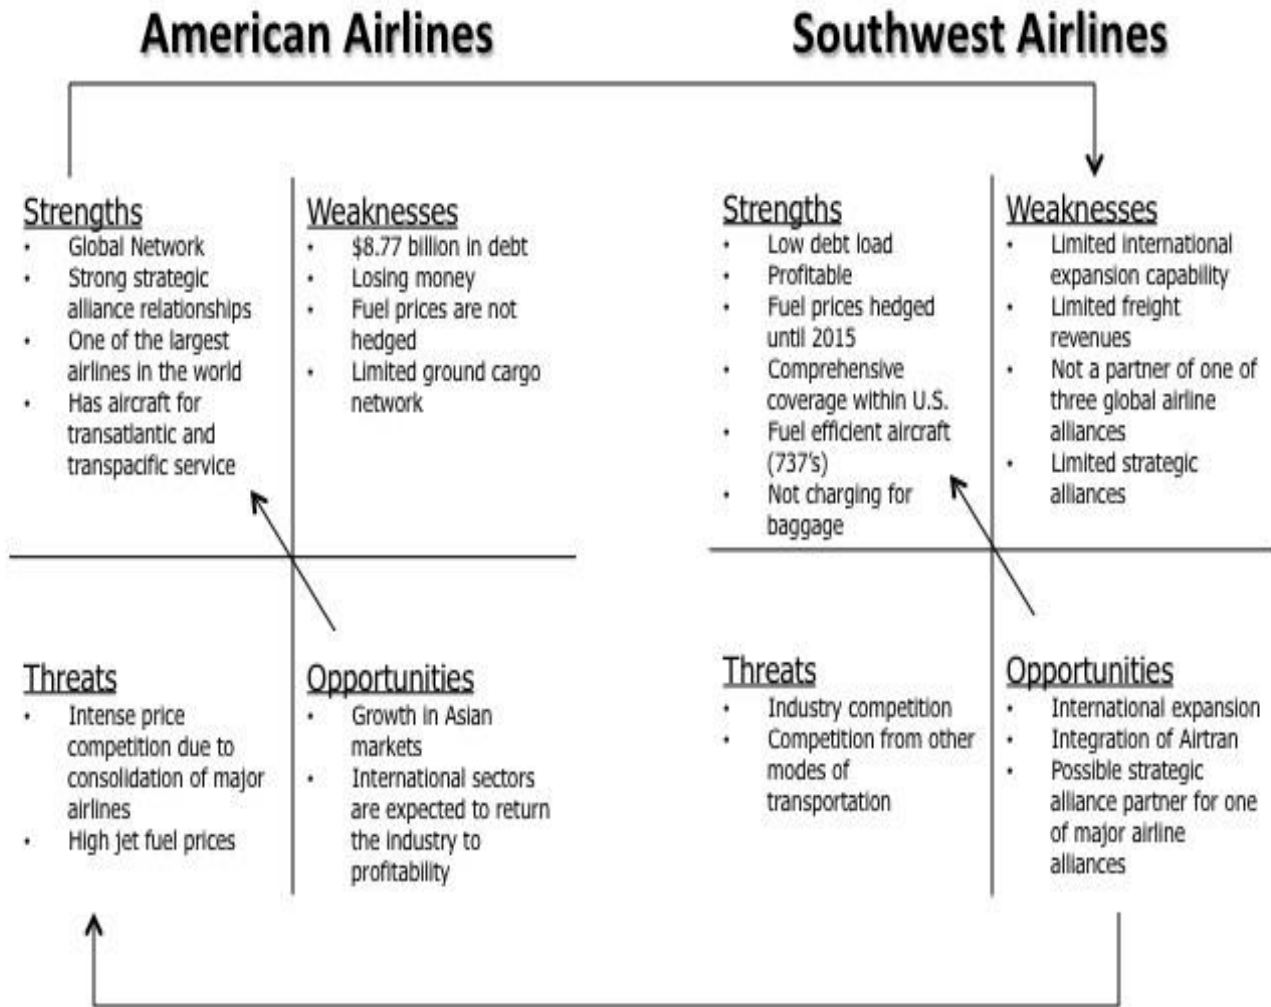 American Airlines
Southwest Airlines
Strengths
• Global Network
• Strong strategic
alliance relationships
• One of the largest
airlines in the world
• Has aircraft for
transatlantic and
transpacific service
Weaknesses
• $8.77 billion in debt
• Losing money
• Fuel prices are not
hedged
• Limited ground cargo
network
Threats
• Intense price
competition due to
consolidation of major
airlines
• High jet fuel prices
Opportunities
• Growth in Asian
markets
• International sectors
are expected to return
the industry to
profitability
Strengths
• Low debt load
• Profitable
• Fuel prices hedged
until 2015
• Comprehensive
coverage within U.S.
• Fuel efficient aircraft
(737's)
• Not charging for
baggage
Weaknesses
• Limited international
expansion capability
• Limited freight
revenues
• Not a partner of one of
three global airline
alliances
• Limited strategic
alliances
Threats
• Industry competition
• Competition from other
modes of
transportation
Opportunities
• International expansion
• Integration of Airtran
• Possible strategic
alliance partner for one
of major airline
alliances